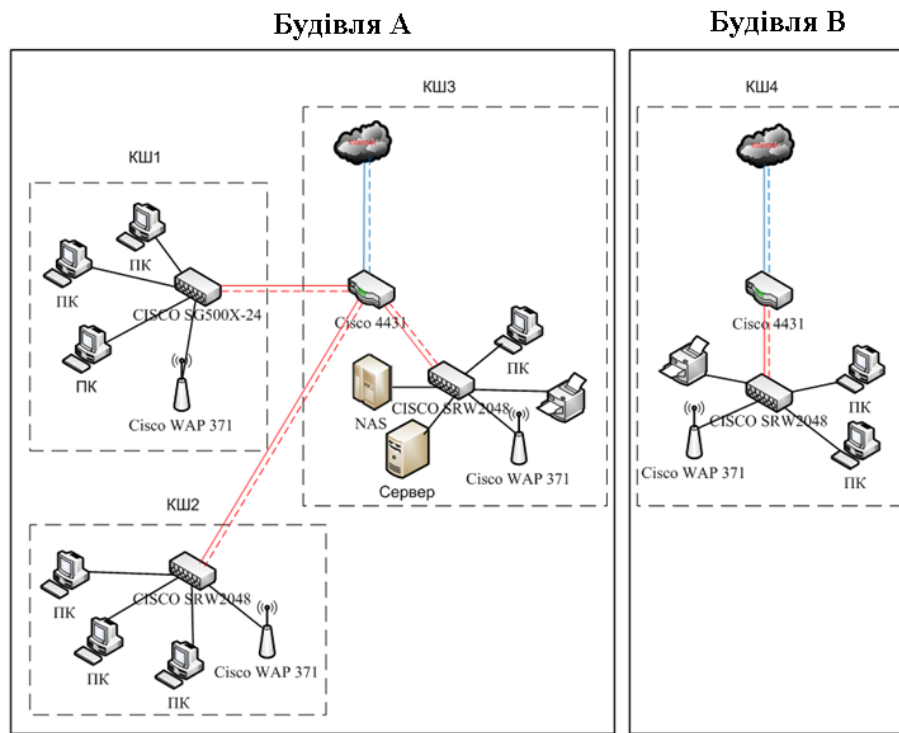 Будівля А
Будівля В
КШ3
КШ4
КШ1
Internet
Internet
ПК
ПК
CISCO SG500X-24
ПК
Cisco WAP 371
Cisco 4431
ПК
NAS
CISCO SRW2048
Сервер
Cisco WAP 371
Cisco 4431
ПК
CISCO SRW2048
Cisco WAP 371
ПК
КШ2
CISCO SRW2048
ПК
ПК
ПК
Cisco WAP 371